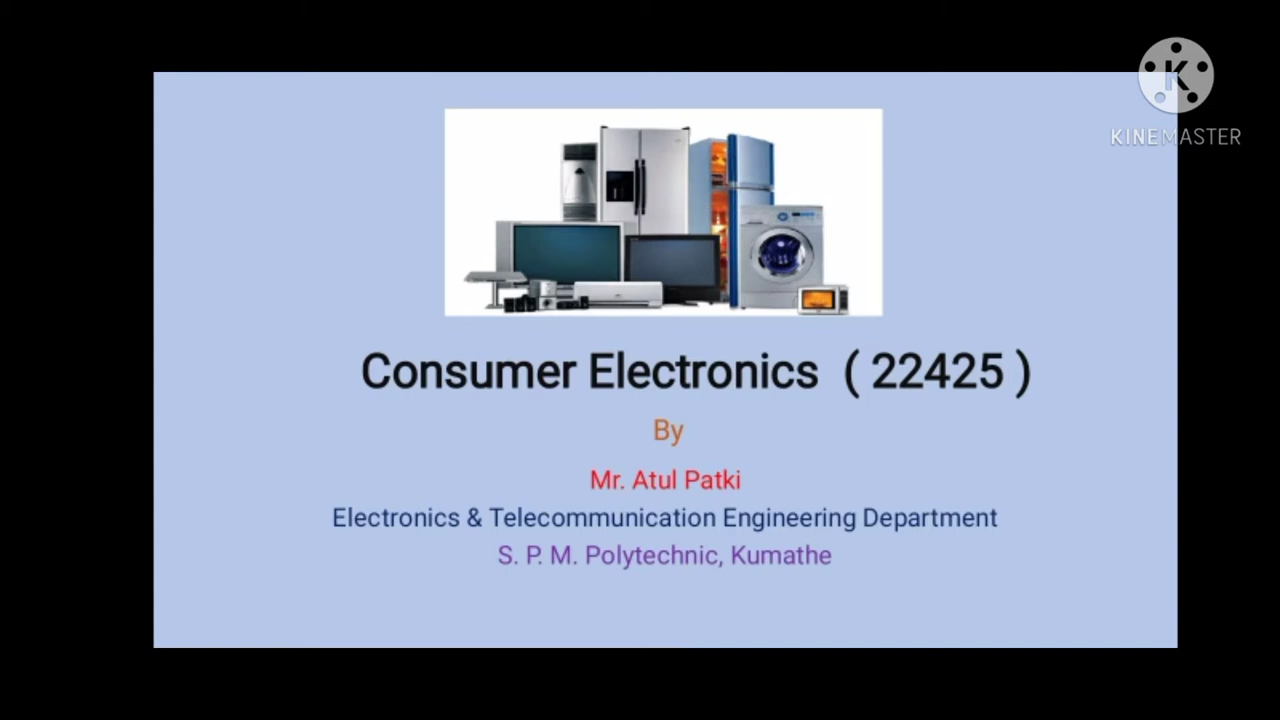 K
KINEMASTER
Consumer Electronics ( 22425 )
By
Mr. Atul Patki
Electronics & Telecommunication Engineering Department
S. P. M. Polytechnic, Kumathe